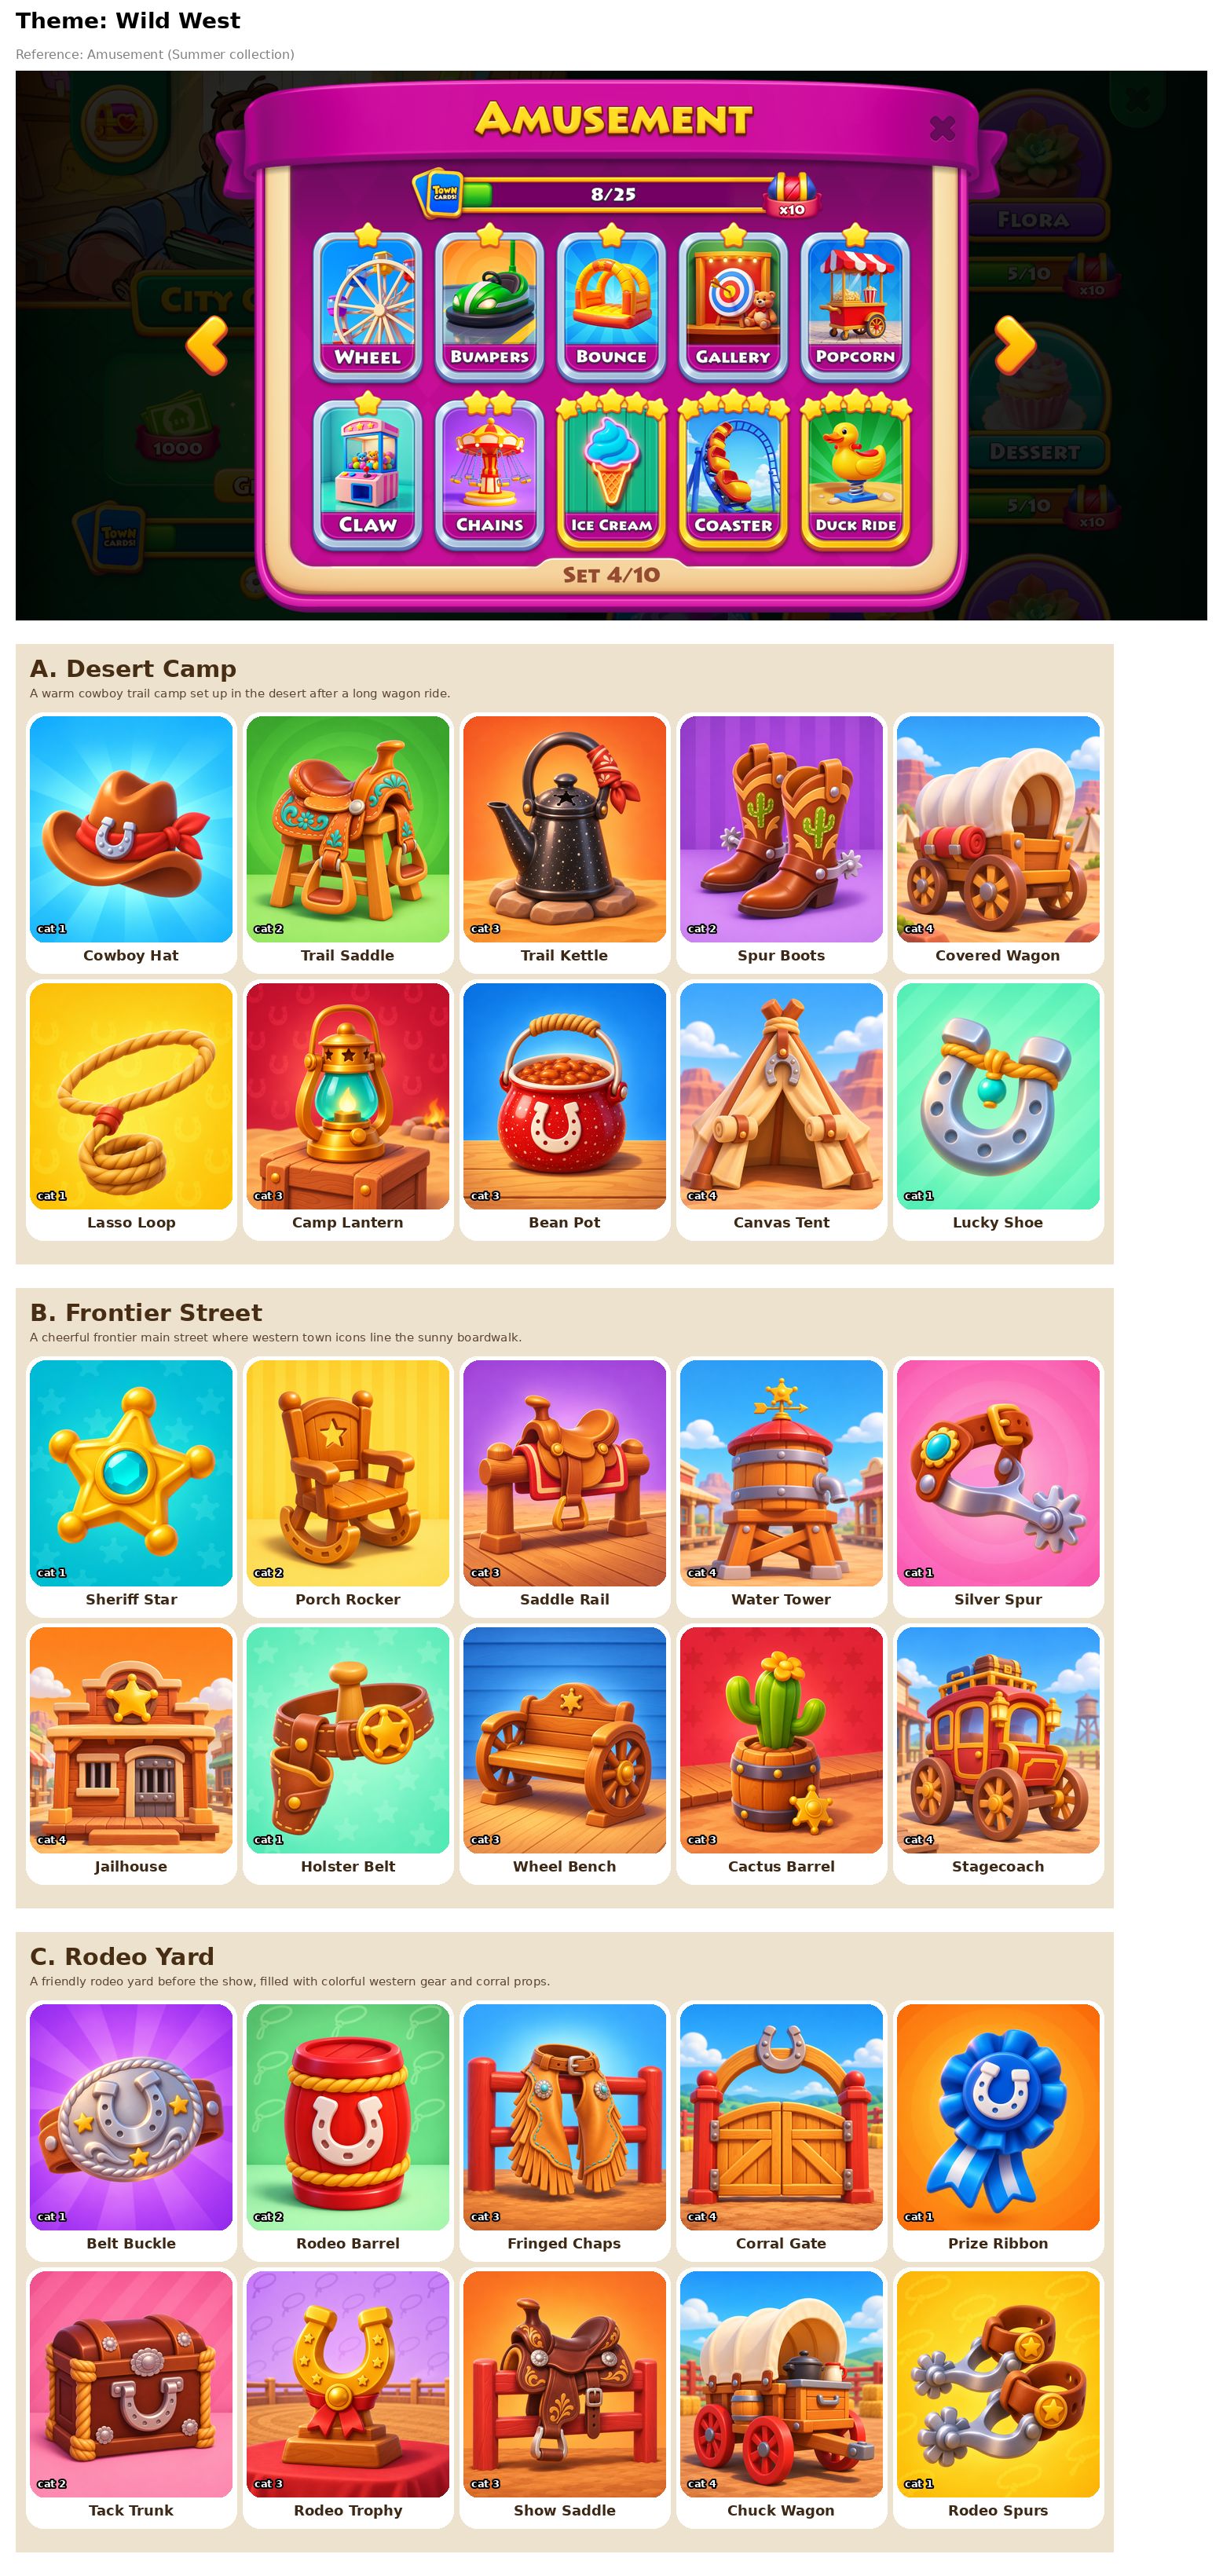 Theme: Wild West
Reference: Amusement (Summer collection)
AMUSEMENT
TOWN CARDS!
8/25
x10
WHEEL
BUMPERS
BOUNCE
GALLERY
POPCORN
CLAW
CHAINS
ICE CREAM
COASTER
DUCK RIDE
SET 4/10
CITY
1000
TOWN CARDS!
FLORA
5/10
x10
DESSERT
5/10
x10
A. Desert Camp
A warm cowboy trail camp set up in the desert after a long wagon ride.
cat 1
cat 2
cat 3
cat 2
cat 4
Cowboy Hat
Trail Saddle
Trail Kettle
Spur Boots
Covered Wagon
cat 1
cat 3
cat 3
cat 4
cat 1
Lasso Loop
Camp Lantern
Bean Pot
Canvas Tent
Lucky Shoe
B. Frontier Street
A cheerful frontier main street where western town icons line the sunny boardwalk.
cat 1
cat 2
cat 3
cat 4
cat 1
Sheriff Star
Porch Rocker
Saddle Rail
Water Tower
Silver Spur
cat 4
cat 1
cat 3
cat 3
cat 4
Jailhouse
Holster Belt
Wheel Bench
Cactus Barrel
Stagecoach
C. Rodeo Yard
A friendly rodeo yard before the show, filled with colorful western gear and corral props.
cat 1
cat 2
cat 3
cat 4
cat 1
Belt Buckle
Rodeo Barrel
Fringed Chaps
Corral Gate
Prize Ribbon
cat 2
cat 3
cat 3
cat 4
cat 1
Tack Trunk
Rodeo Trophy
Show Saddle
Chuck Wagon
Rodeo Spurs